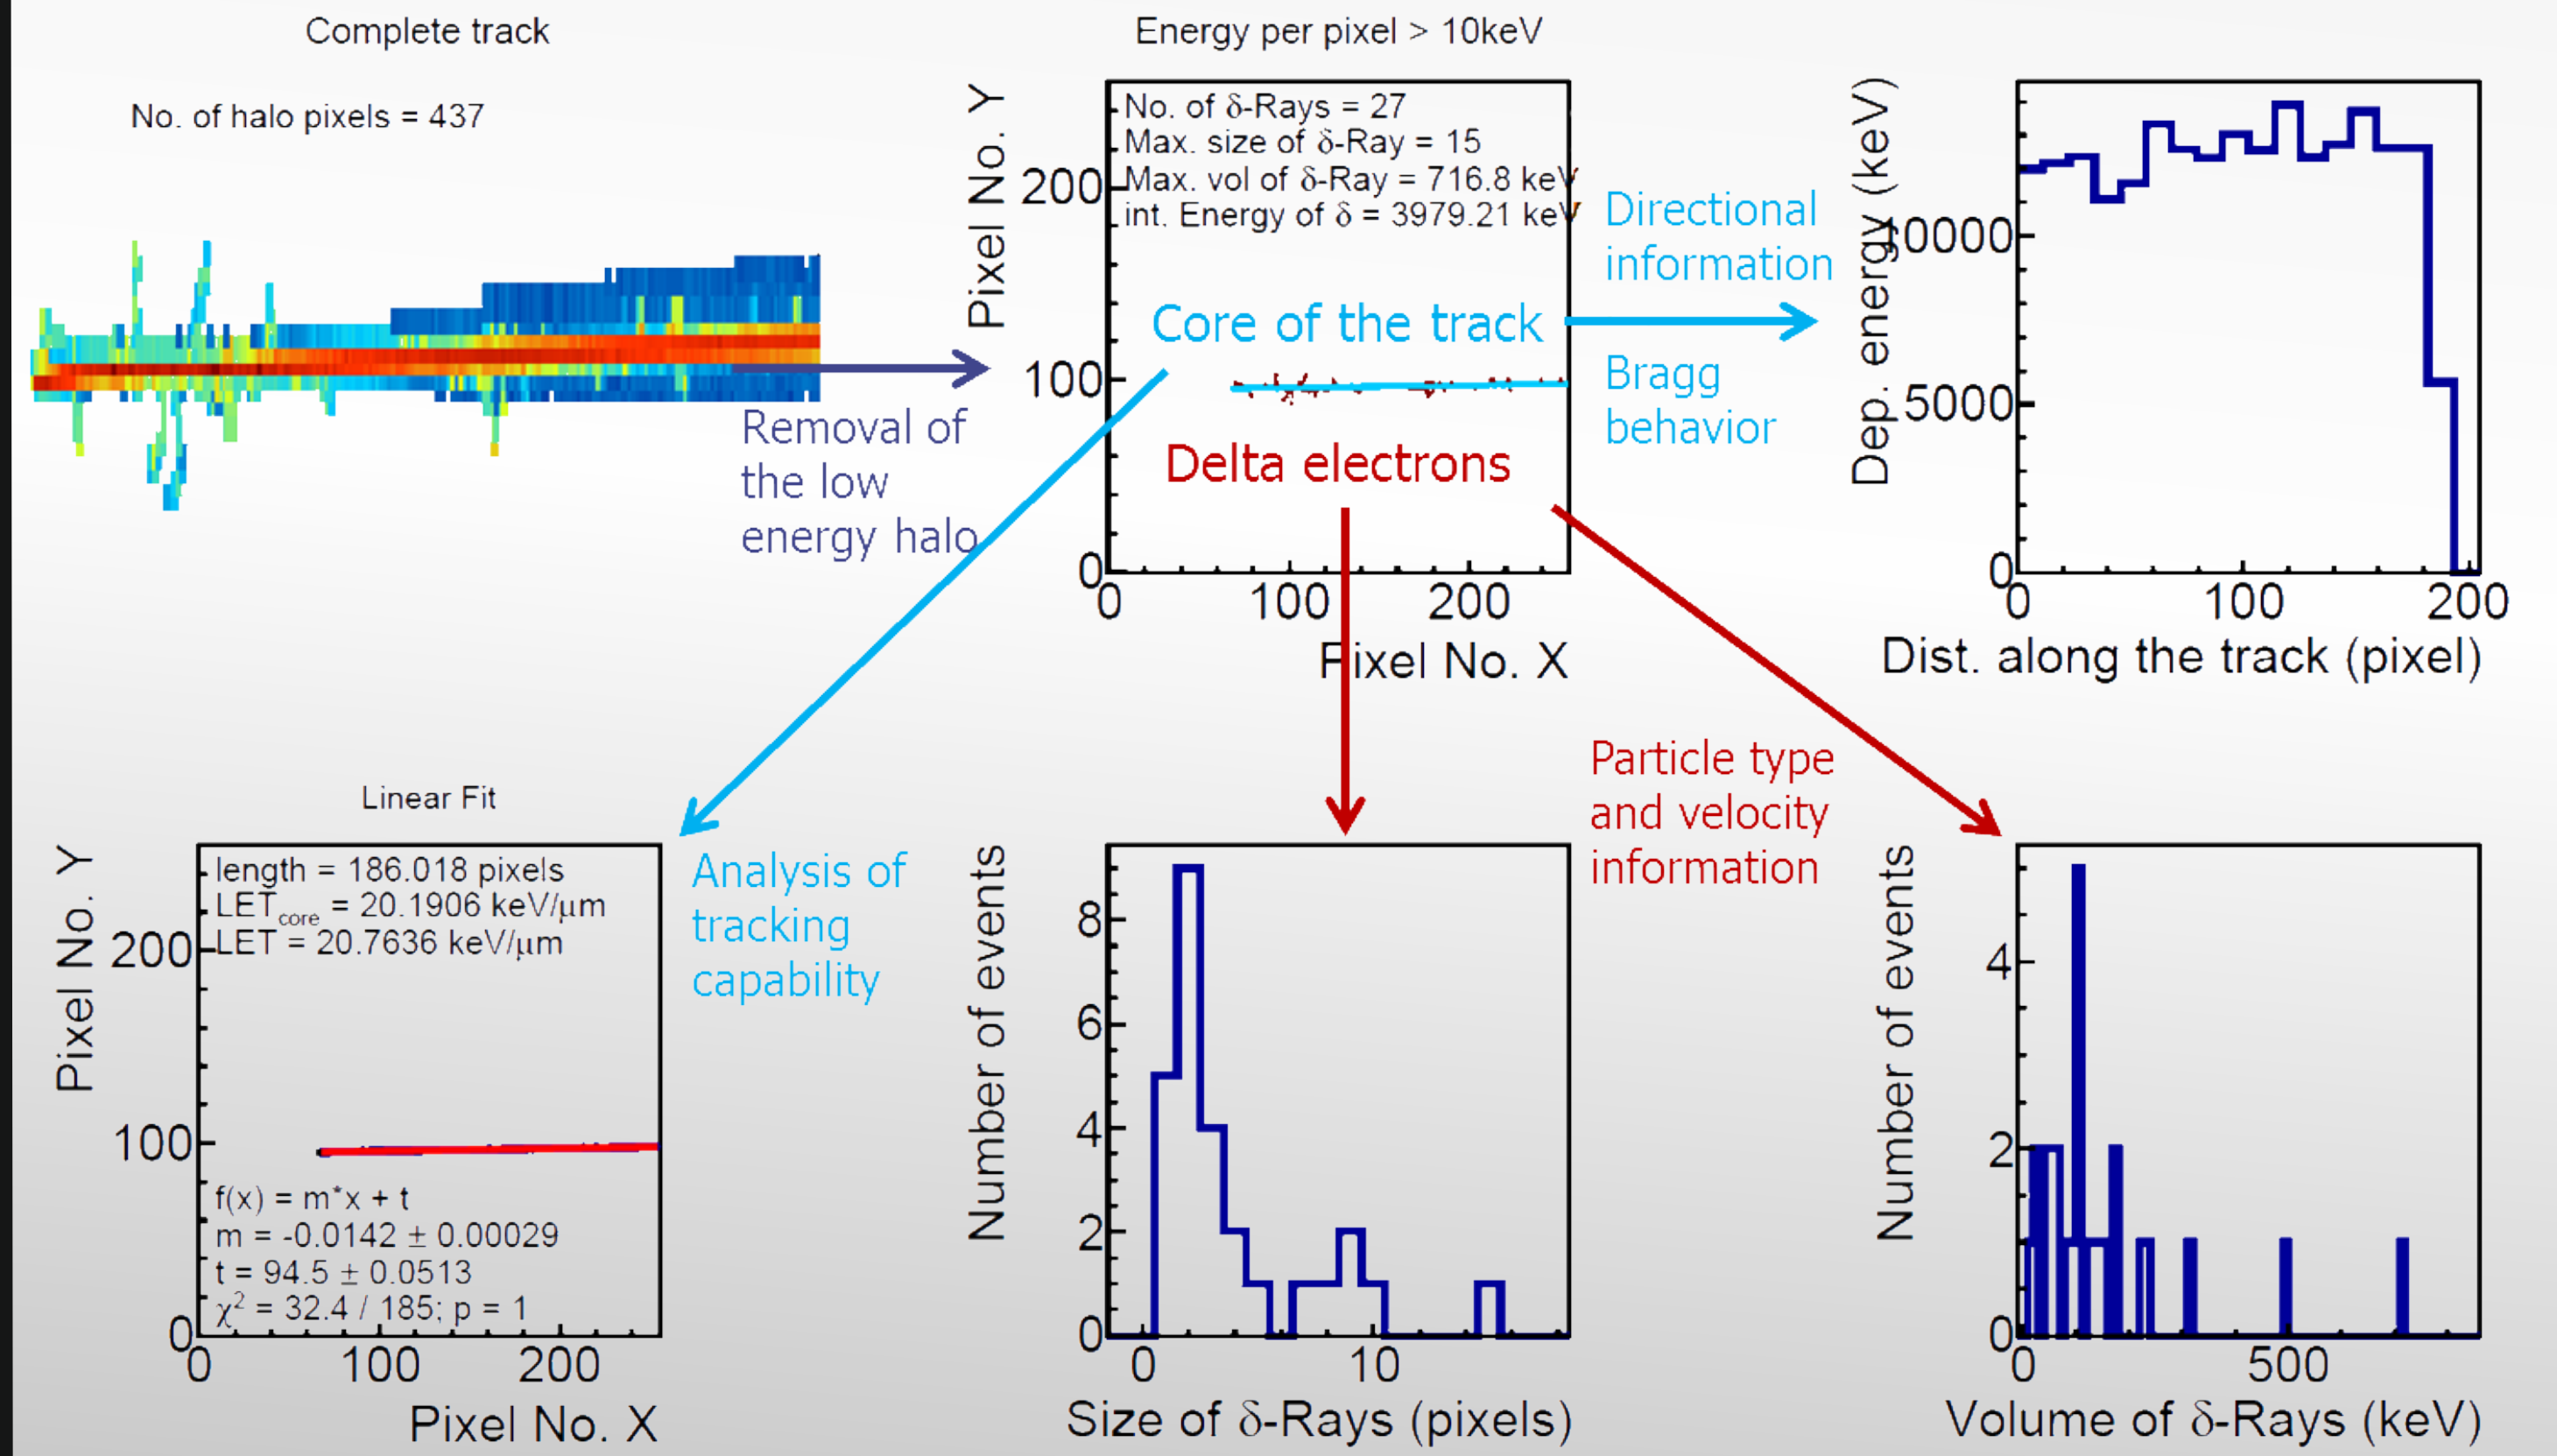 Complete track
No. of halo pixels = 437
Removal of
the low
energy halo
Energy per pixel > 10keV
Pixel No. Y
No. of δ-Rays = 27
Max. size of δ-Ray = 15
Max. vol of δ-Ray = 716.8 keV
int. Energy of δ = 3979.21 keV
200
100
0
Core of the track
Delta electrons
0 100 200
Pixel No. X
Directional
information
Bragg
behavior
Dep. energy (keV)
10000
5000
0
0 100 200
Dist. along the track (pixel)
Linear Fit
Pixel No. Y
length = 186.018 pixels
LETcore = 20.1906 keV/μm
LET = 20.7636 keV/μm
200
100
0
f(x) = m*x + t
m = -0.0142 ± 0.00029
t = 94.5 ± 0.0513
χ² = 32.4 / 185; p = 1
0 100 200
Pixel No. X
Analysis of
tracking
capability
Number of events
8
6
4
2
0
0 10
Size of δ-Rays (pixels)
Particle type
and velocity
information
Number of events
4
2
0
0 500
Volume of δ-Rays (keV)